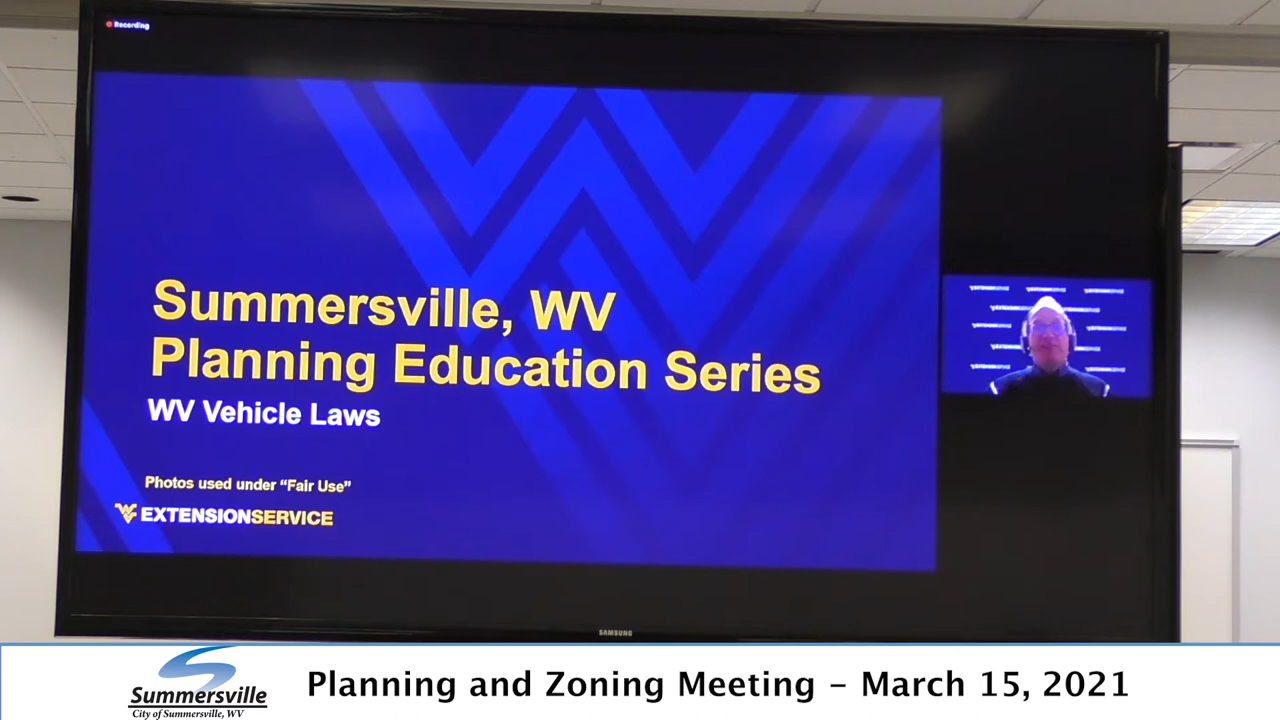 Recording
Summersville, WV
Planning Education Series
WV Vehicle Laws
Photos used under “Fair Use”
WV EXTENSIONSERVICE
SAMSUNG
Summersville
City of Summersville, WV
Planning and Zoning Meeting – March 15, 2021